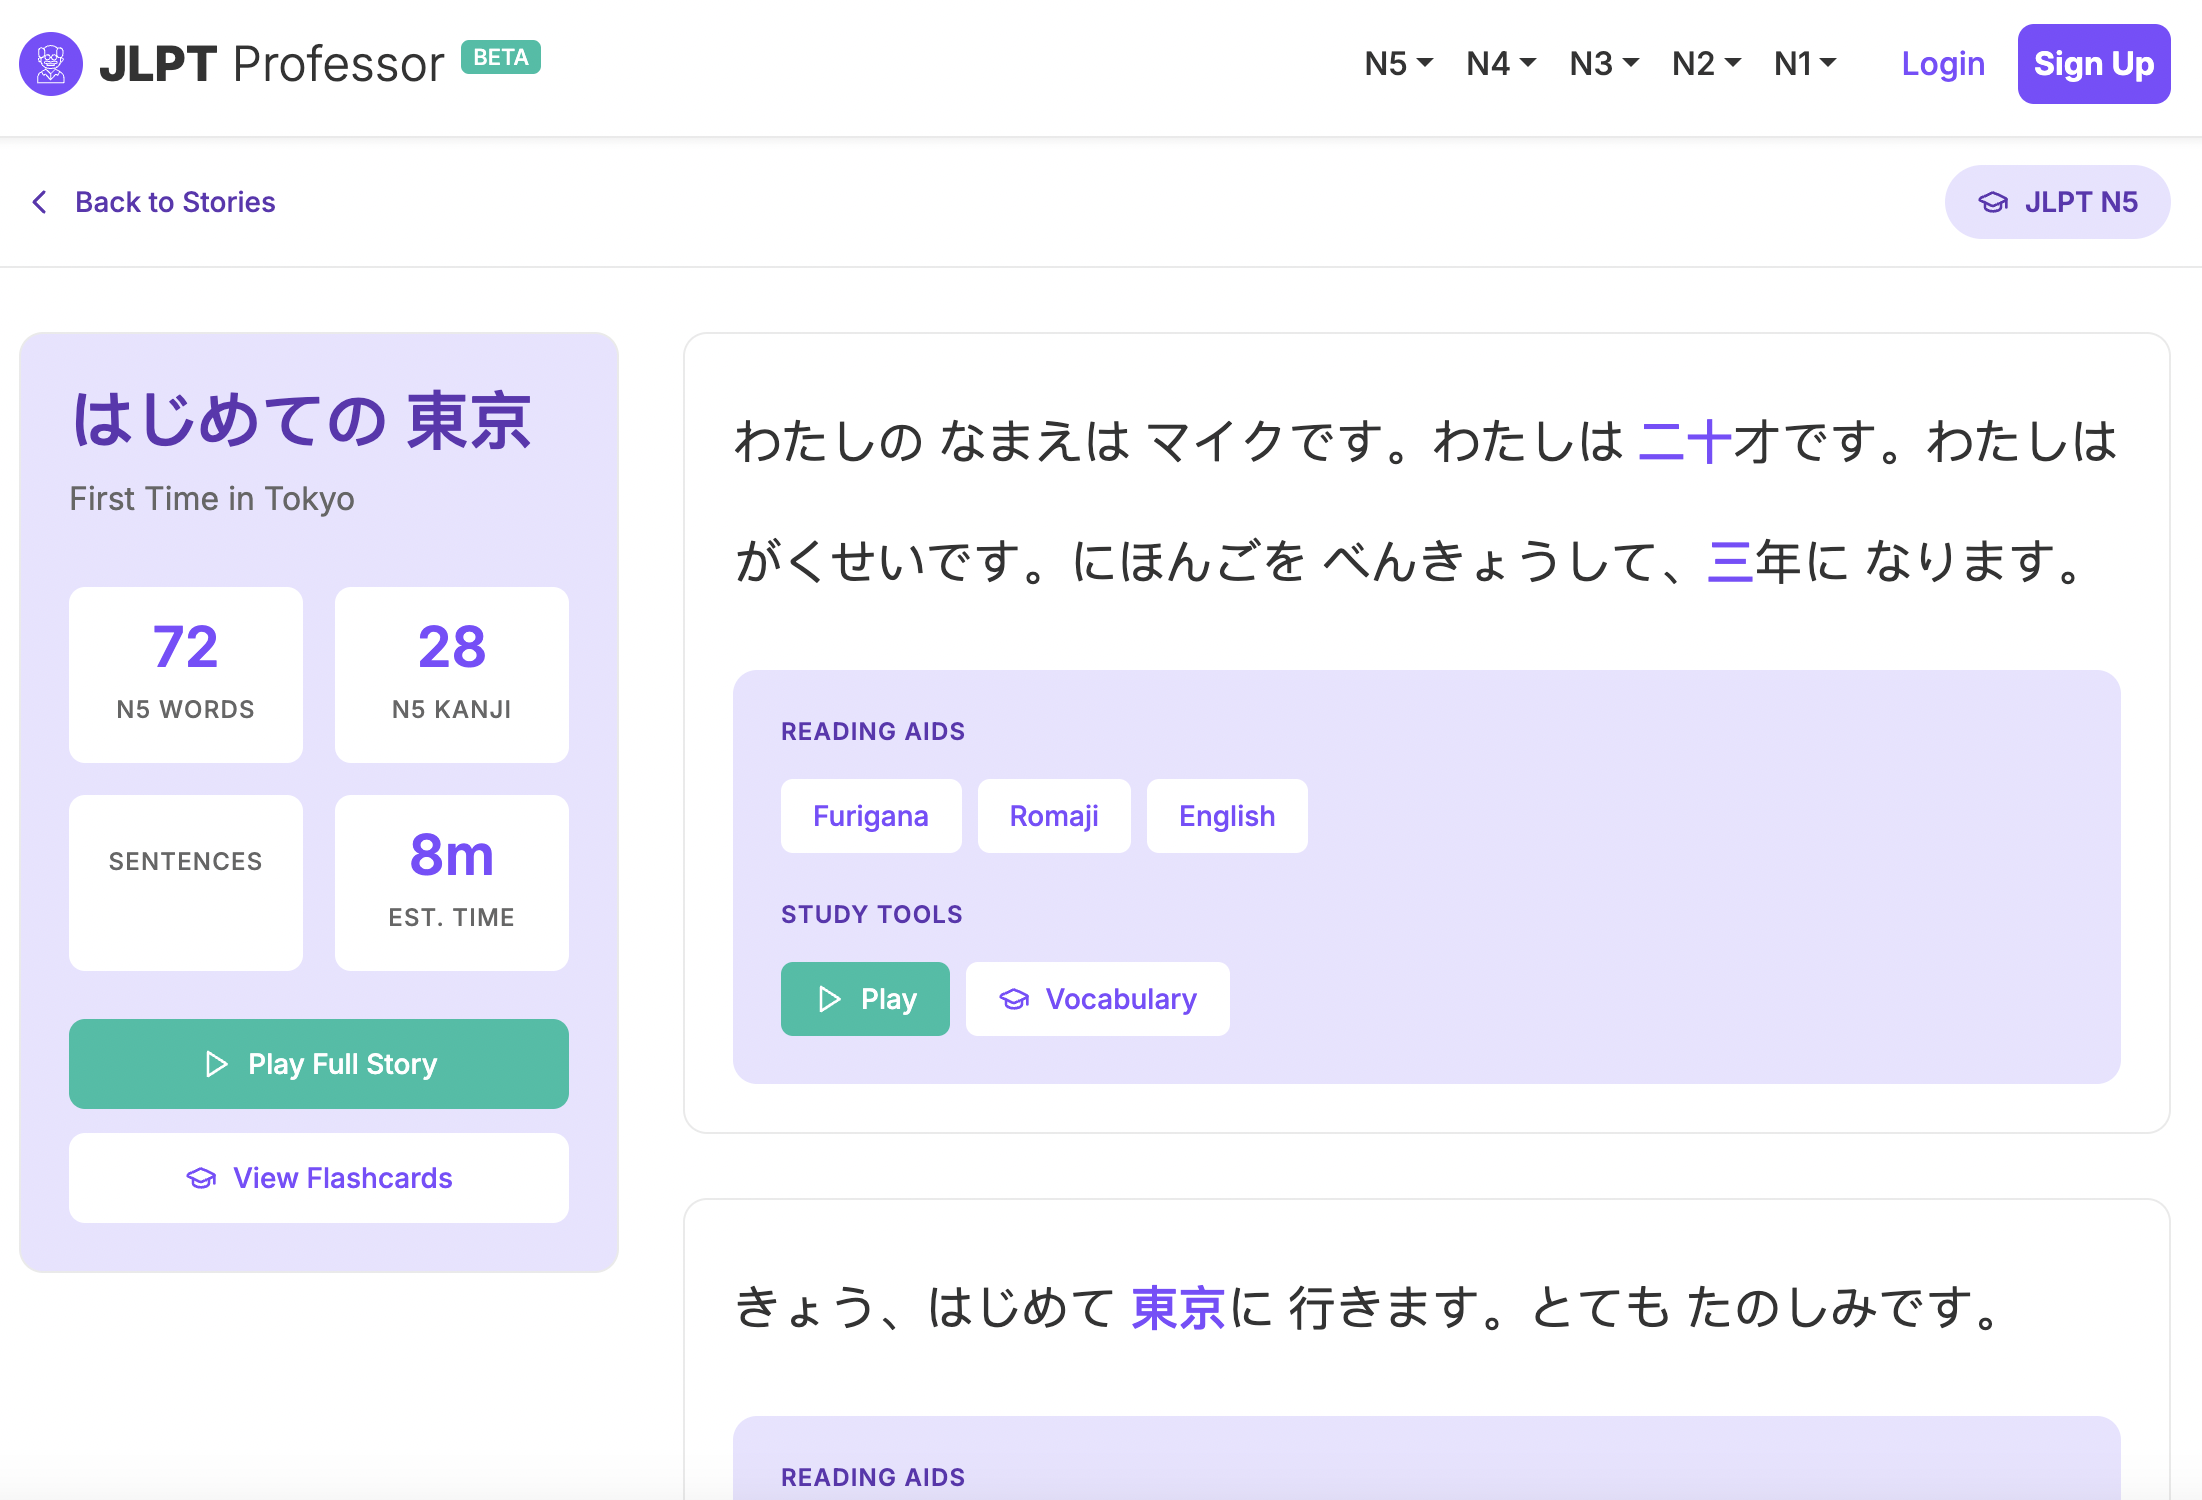 JLPT Professor BETA
N5 N4 N3 N2 N1 Login Sign Up
Back to Stories
JLPT N5
はじめての 東京
First Time in Tokyo
72
N5 WORDS
28
N5 KANJI
SENTENCES
8m
EST. TIME
Play Full Story
View Flashcards
わたしの なまえは マイクです。わたしは 二十才です。わたしは
がくせいです。にほんごを べんきょうして、三年に なります。
READING AIDS
Furigana Romaji English
STUDY TOOLS
Play Vocabulary
きょう、はじめて 東京に 行きます。とても たのしみです。
READING AIDS